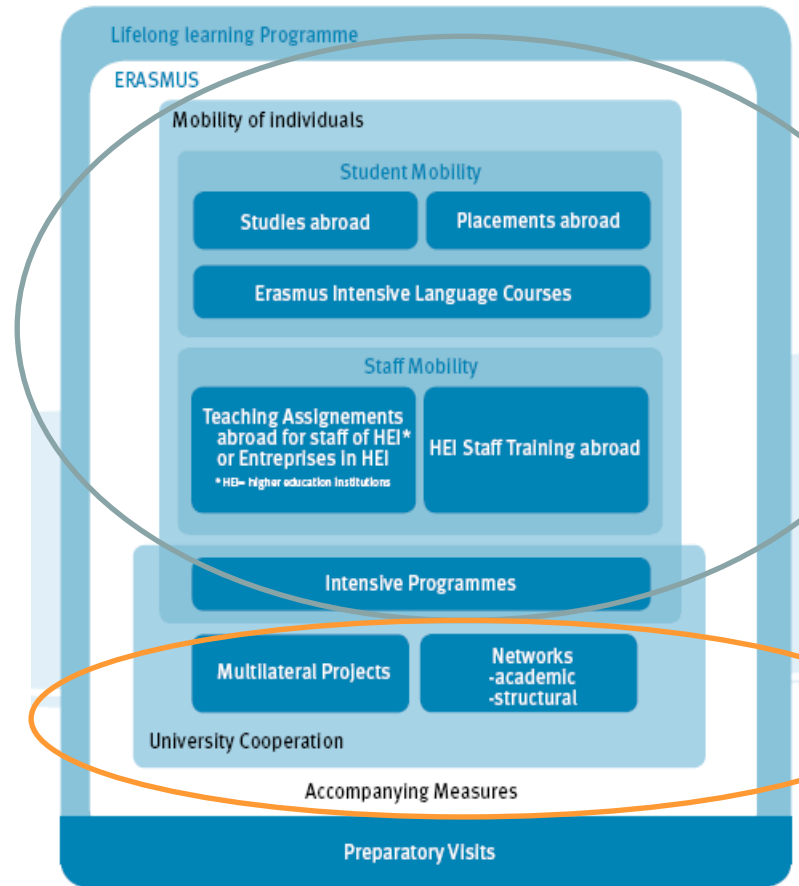 Lifelong learning Programme
ERASMUS
Mobility of individuals
Student Mobility
Studies abroad
Placements abroad
Erasmus Intensive Language Courses
Staff Mobility
Teaching Assignements
abroad for staff of HEI*
or Entreprises in HEI
* HEI= higher education institutions
HEI Staff Training abroad
Intensive Programmes
Multilateral Projects
Networks
-academic
-structural
University Cooperation
Accompanying Measures
Preparatory Visits